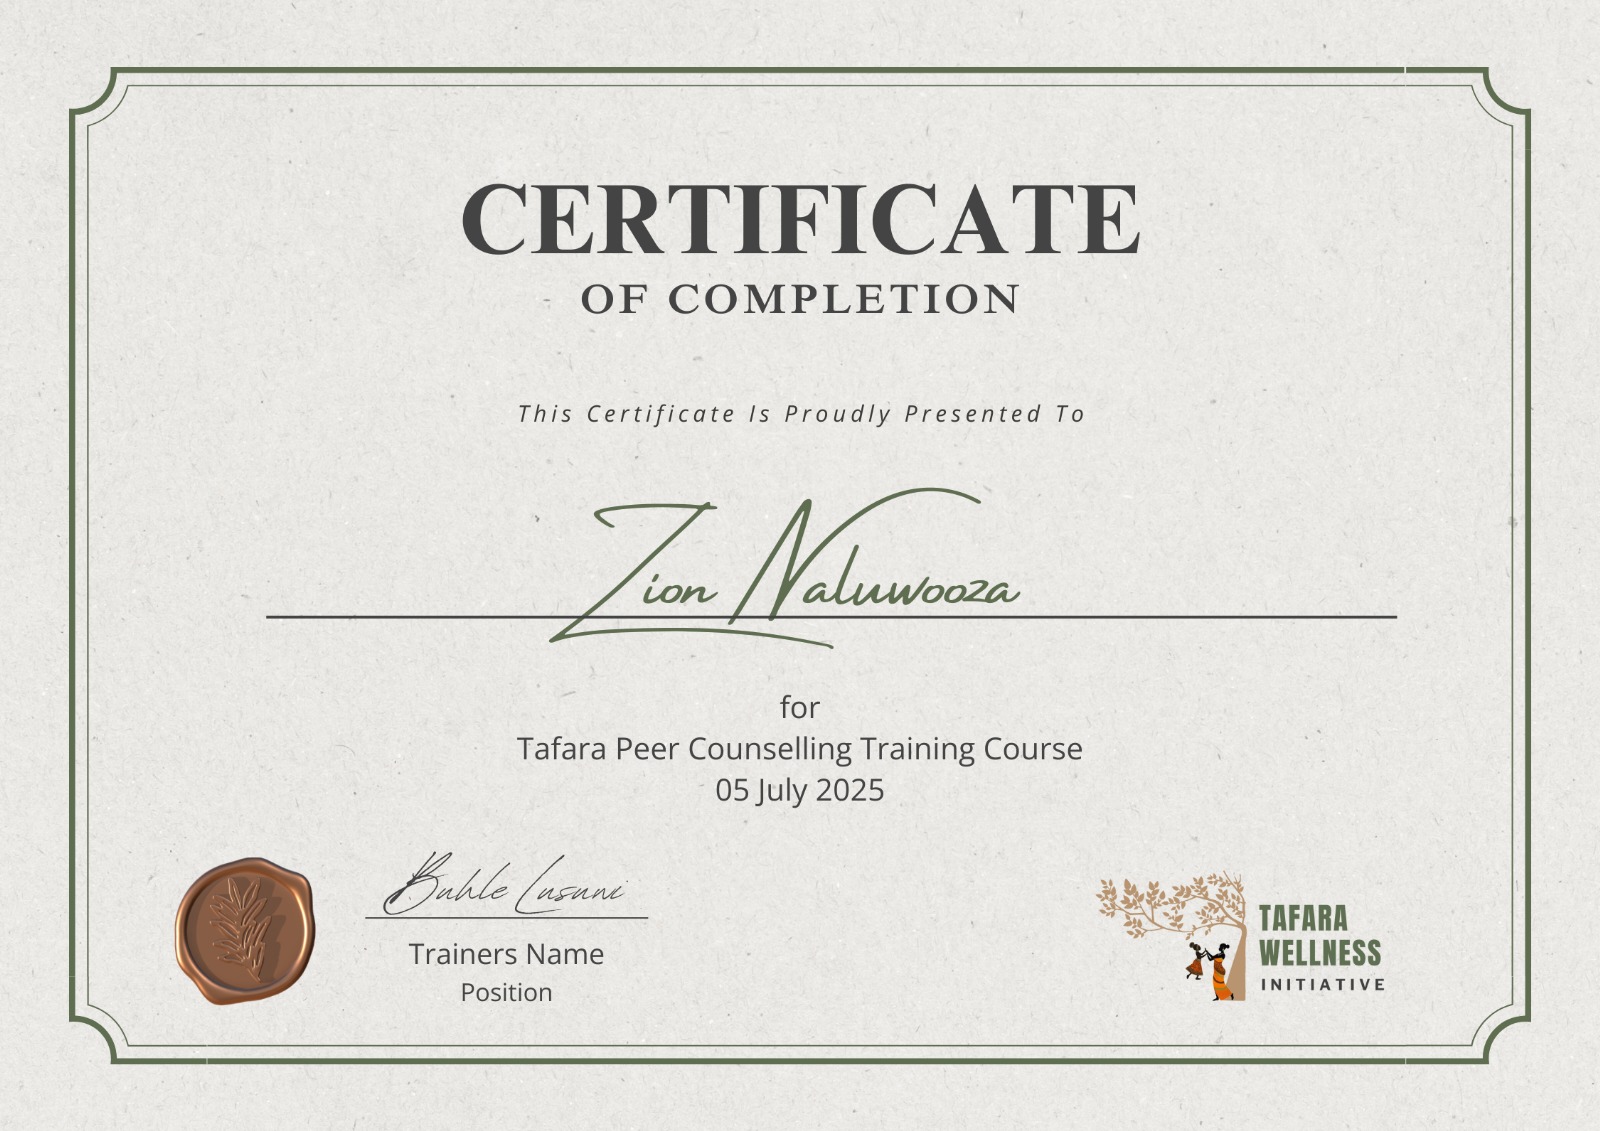 CERTIFICATE
OF COMPLETION
This Certificate Is Proudly Presented To
Zion Naluwooza
for
Tafara Peer Counselling Training Course
05 July 2025
Buhle Lusuni
Trainers Name
Position
TAFARA
WELLNESS
INITIATIVE